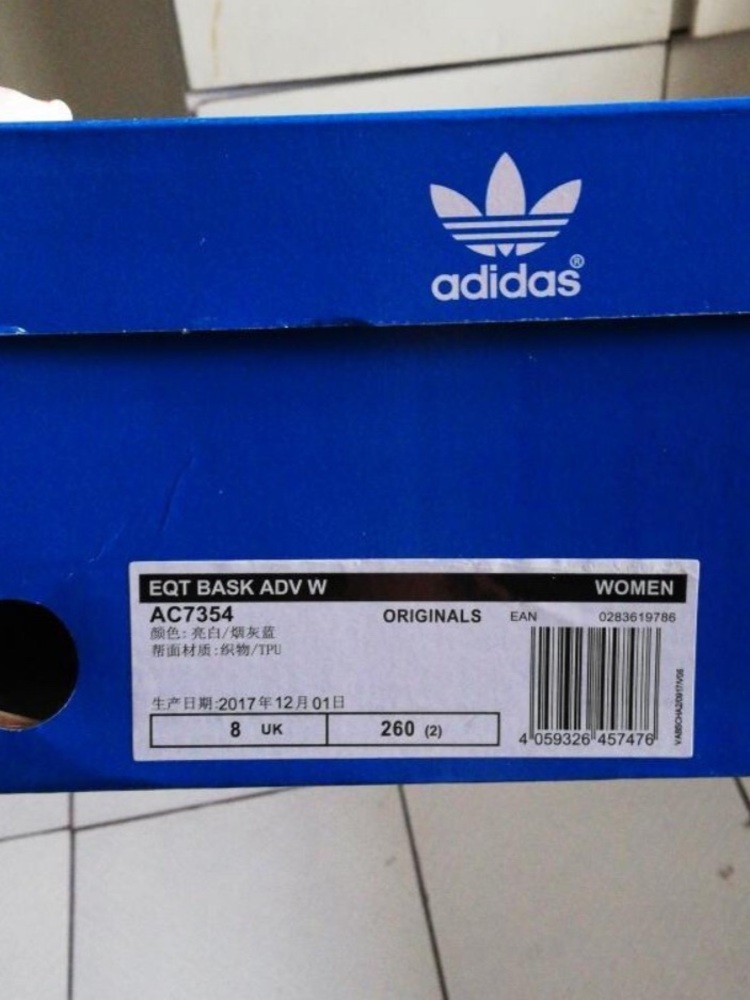 adidas®
EQT BASK ADV W WOMEN
AC7354 ORIGINALS EAN 0283619786
颜色:亮白/烟灰蓝
帮面材质:织物/TPU
生产日期:2017年12月01日
8 UK 260 (2)
4 059326 457476